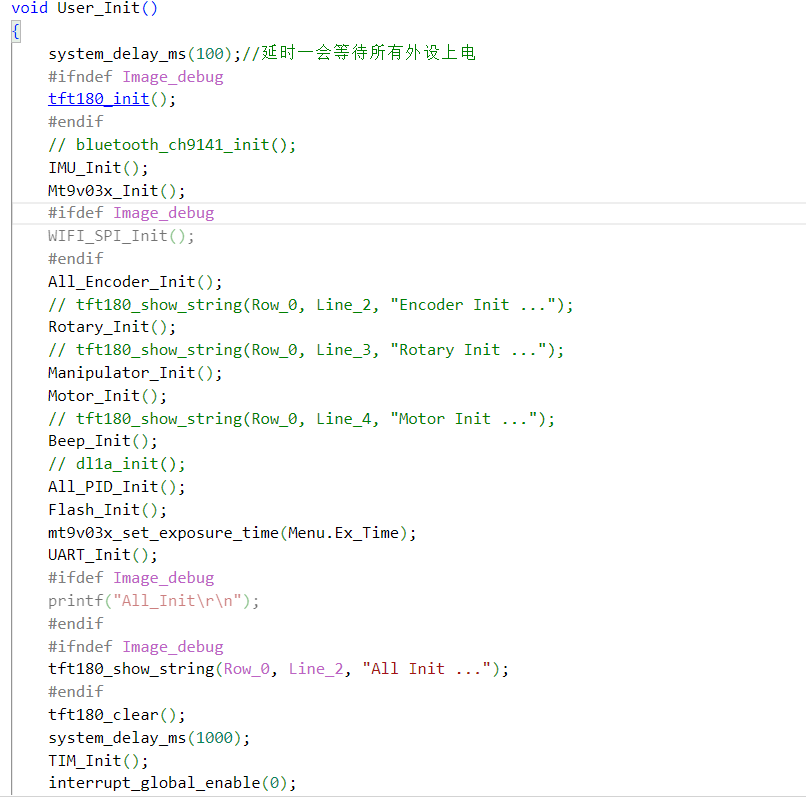 void User_Init()
{
system_delay_ms(100);//延时一会等待所有外设上电
#ifndef Image_debug
tft180_init();
#endif
// bluetooth_ch9141_init();
IMU_Init();
Mt9v03x_Init();
#ifdef Image_debug
WIFI_SPI_Init();
#endif
All_Encoder_Init();
// tft180_show_string(Row_0, Line_2, "Encoder Init ...");
Rotary_Init();
// tft180_show_string(Row_0, Line_3, "Rotary Init ...");
Manipulator_Init();
Motor_Init();
// tft180_show_string(Row_0, Line_4, "Motor Init ...");
Beep_Init();
// dl1a_init();
All_PID_Init();
Flash_Init();
mt9v03x_set_exposure_time(Menu.Ex_Time);
UART_Init();
#ifdef Image_debug
printf("All_Init\r\n");
#endif
#ifndef Image_debug
tft180_show_string(Row_0, Line_2, "All Init ...");
#endif
tft180_clear();
system_delay_ms(1000);
TIM_Init();
interrupt_global_enable(0);